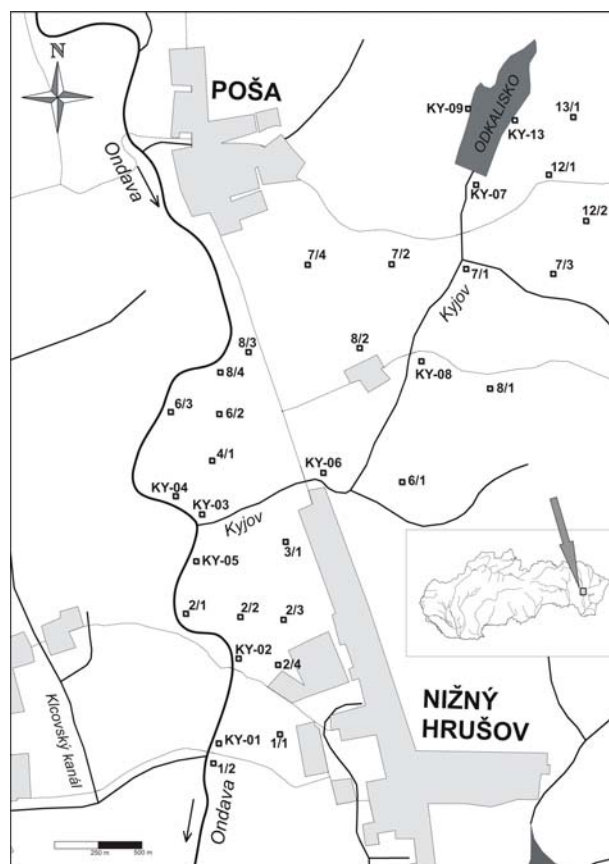 N
POŠA
Ondava
ODKALISKO
KY-09
KY-13
13/1
12/1
KY-07
12/2
7/4
7/2
7/1
7/3
Kyjov
8/3
8/2
8/4
KY-08
8/1
6/3
6/2
4/1
KY-06
6/1
KY-04
KY-03
Kyjov
3/1
KY-05
2/1
2/2
2/3
KY-02
2/4
NIŽNÝ
HRUŠOV
Klcovský kanál
KY-01
1/1
1/2
Ondava
250 m
500 m